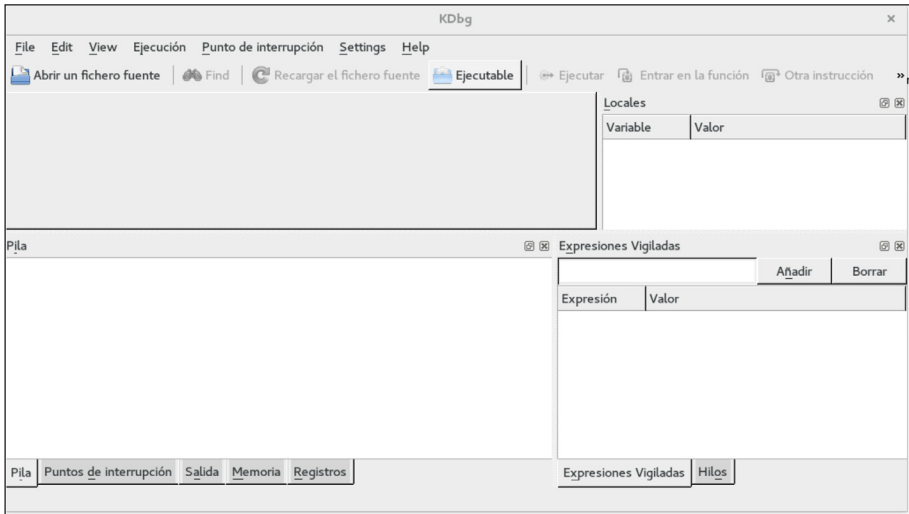 KDbg
File Edit View Ejecución Punto de interrupción Settings Help
Abrir un fichero fuente Find Recargar el fichero fuente Ejecutable Ejecutar Entrar en la función Otra instrucción »
Locales
Variable Valor
Pila
Expresiones Vigiladas
Añadir Borrar
Expresión Valor
Pila Puntos de interrupción Salida Memoria Registros
Expresiones Vigiladas Hilos